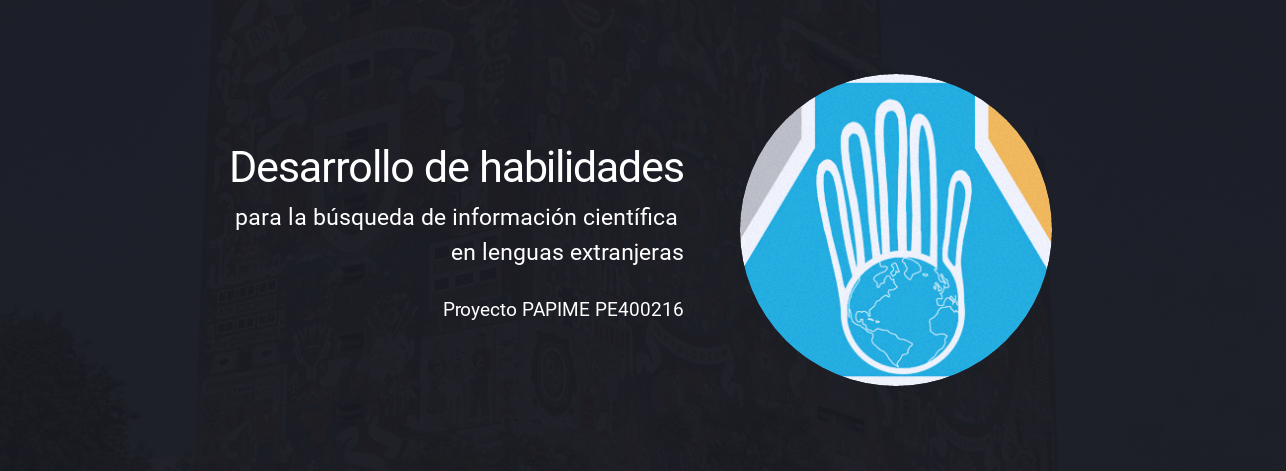 Desarrollo de habilidades
para la búsqueda de información científica
en lenguas extranjeras
Proyecto PAPIME PE400216